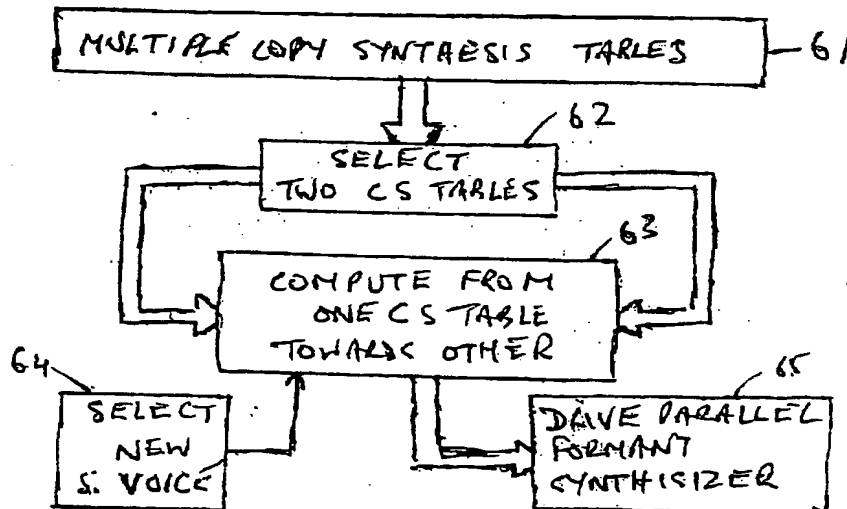 MULTIPLE COPY SYNTHESIS TABLES
61
62
SELECT
TWO CS TABLES
63
COMPUTE FROM
ONE CS TABLE
TOWARDS OTHER
64
SELECT
NEW
S. VOICE
65
DRIVE PARALLEL
FORMANT
SYNTHISIZER